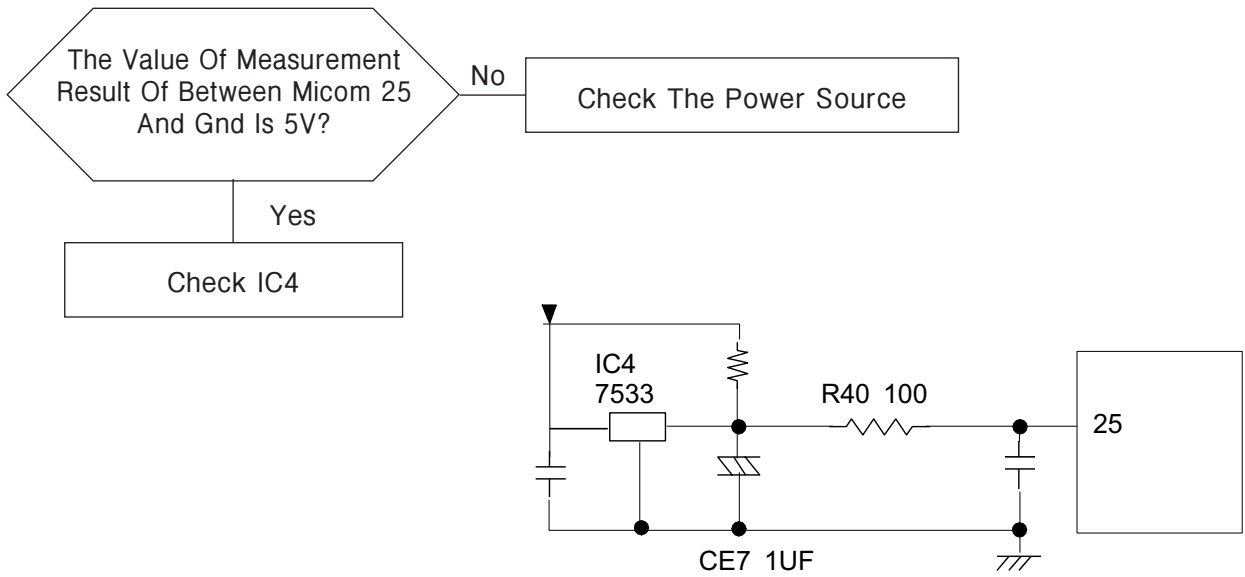 The Value Of Measurement
Result Of Between Micom 25
And Gnd Is 5V?
No
Check The Power Source
Yes
Check IC4
IC4
7533
R40 100
25
CE7 1UF